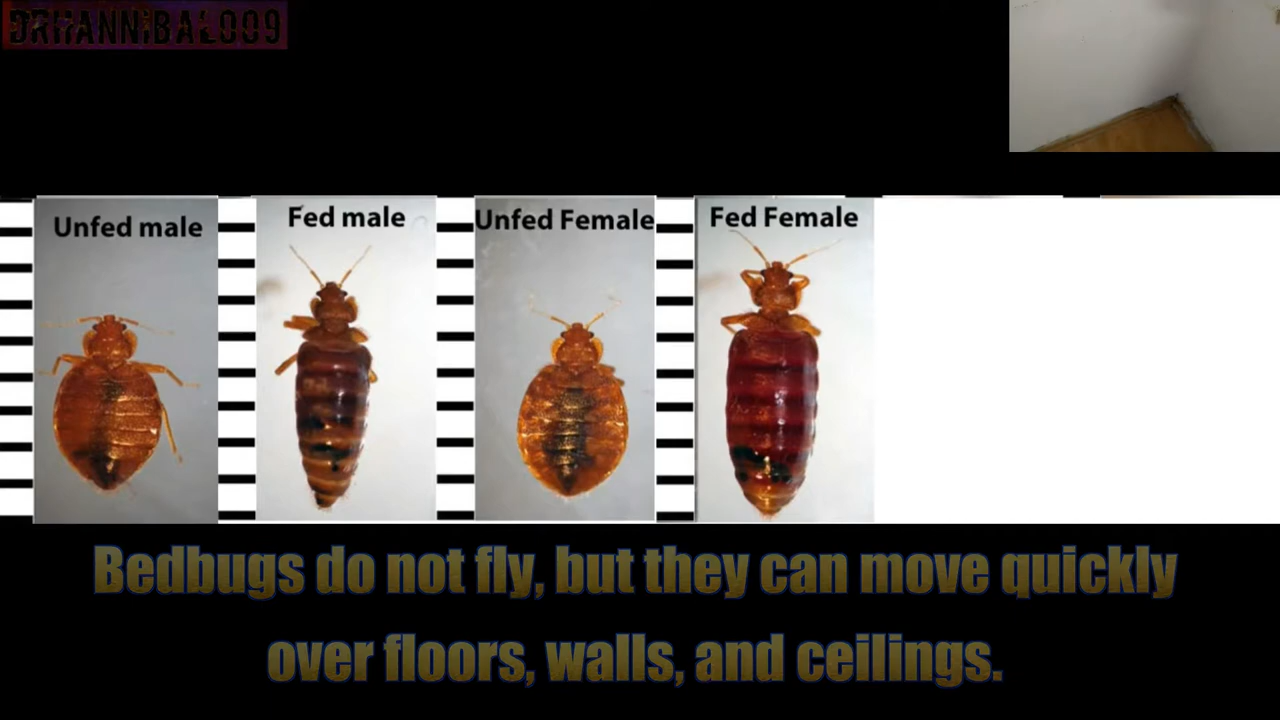 DRHANNiBAL009
Unfed male
Fed male
Unfed Female
Fed Female
Bedbugs do not fly, but they can move quickly
over floors, walls, and ceilings.